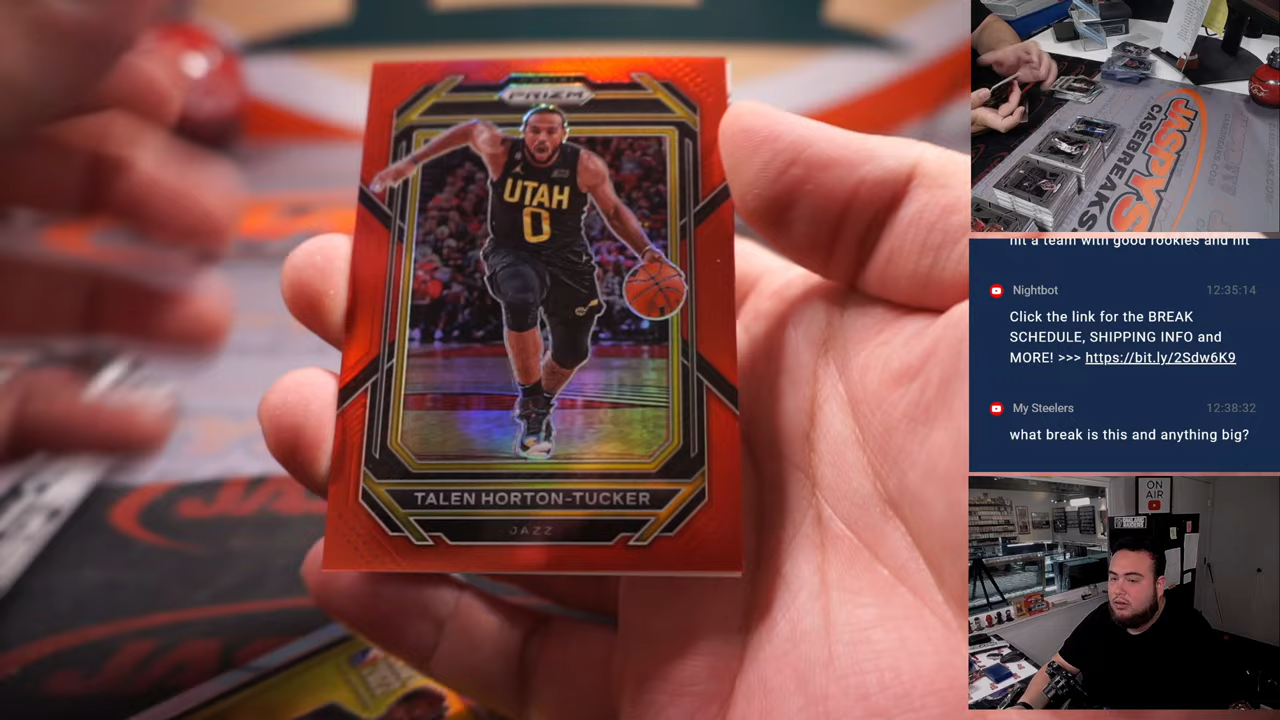 PRIZM
UTAH
0
TALEN HORTON-TUCKER
JAZZ
JASPYS
CASEBREAKS
hit a team with good rookies and hit
Nightbot 12:35:14
Click the link for the BREAK
SCHEDULE, SHIPPING INFO and
MORE! >>> https://bit.ly/2Sdw6K9
My Steelers 12:38:32
what break is this and anything big?
ON
AIR